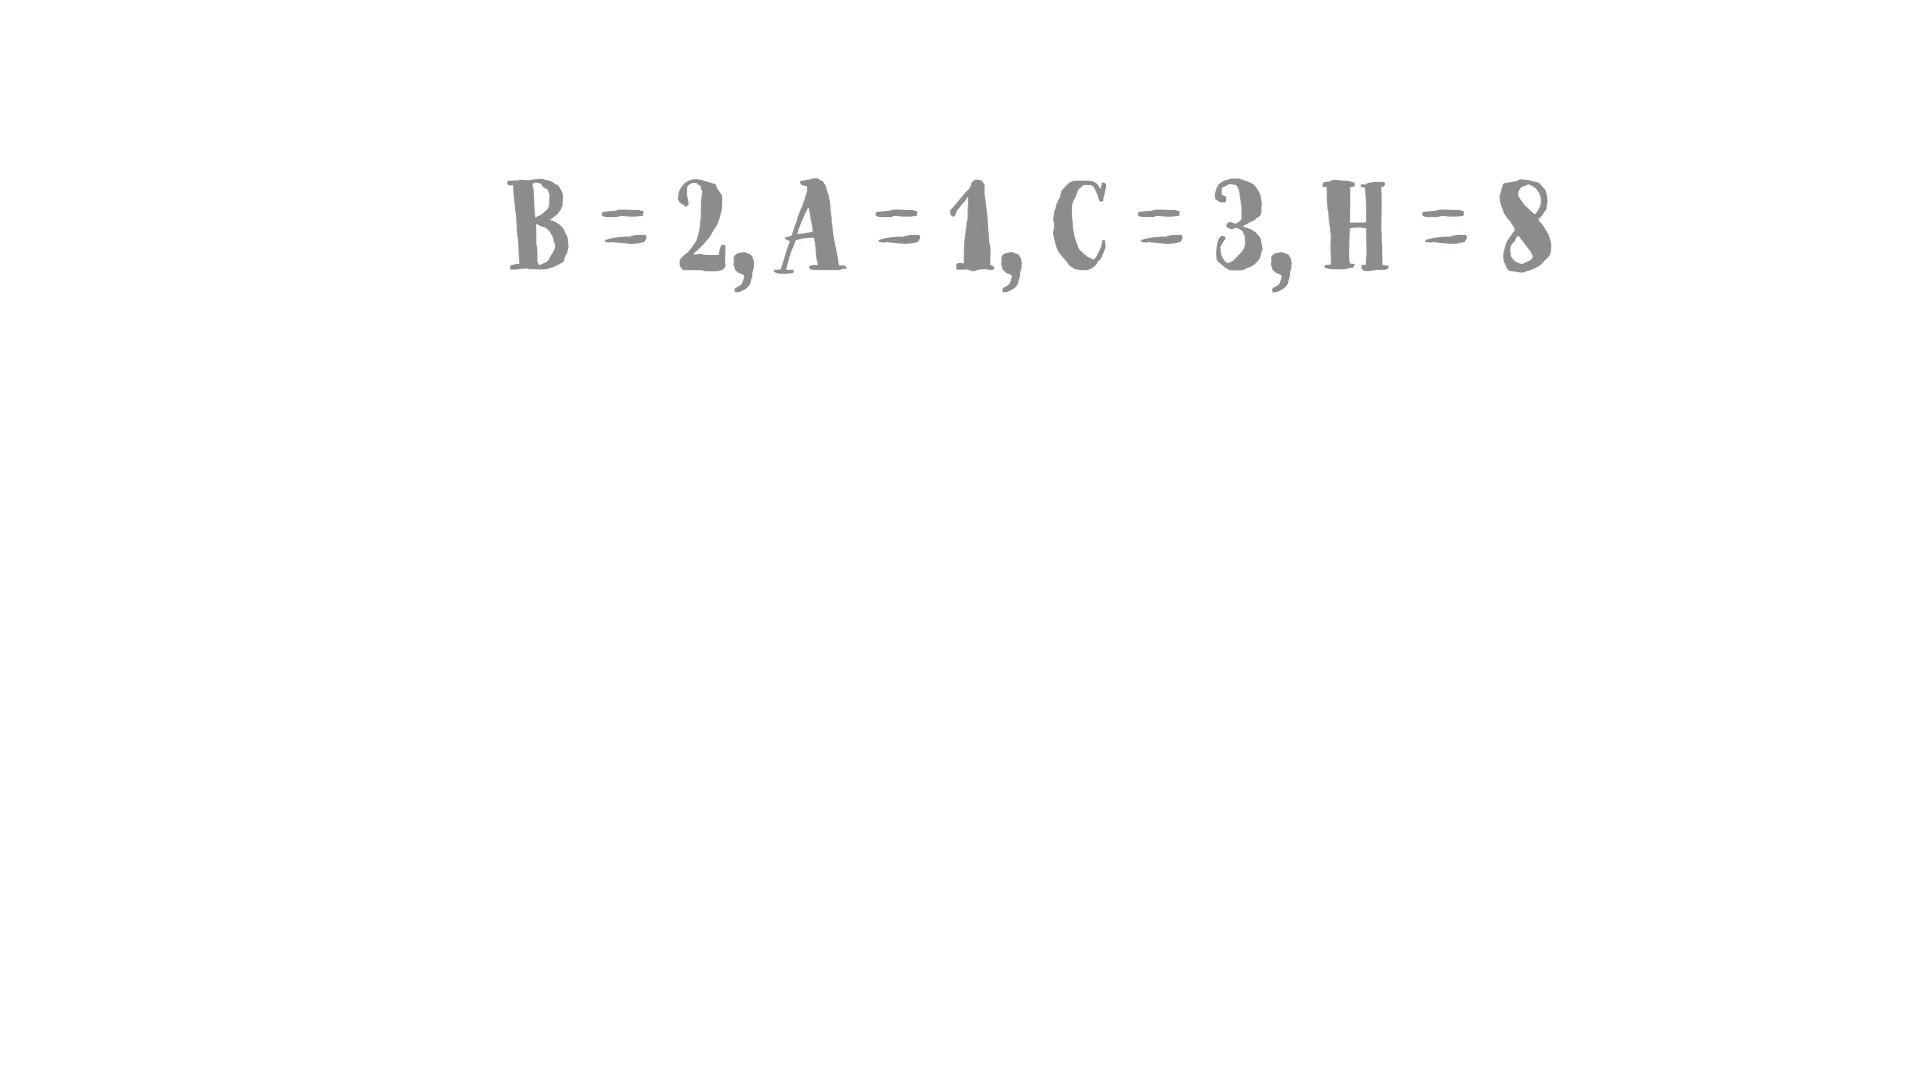 B = 2, A = 1, C = 3, H = 8